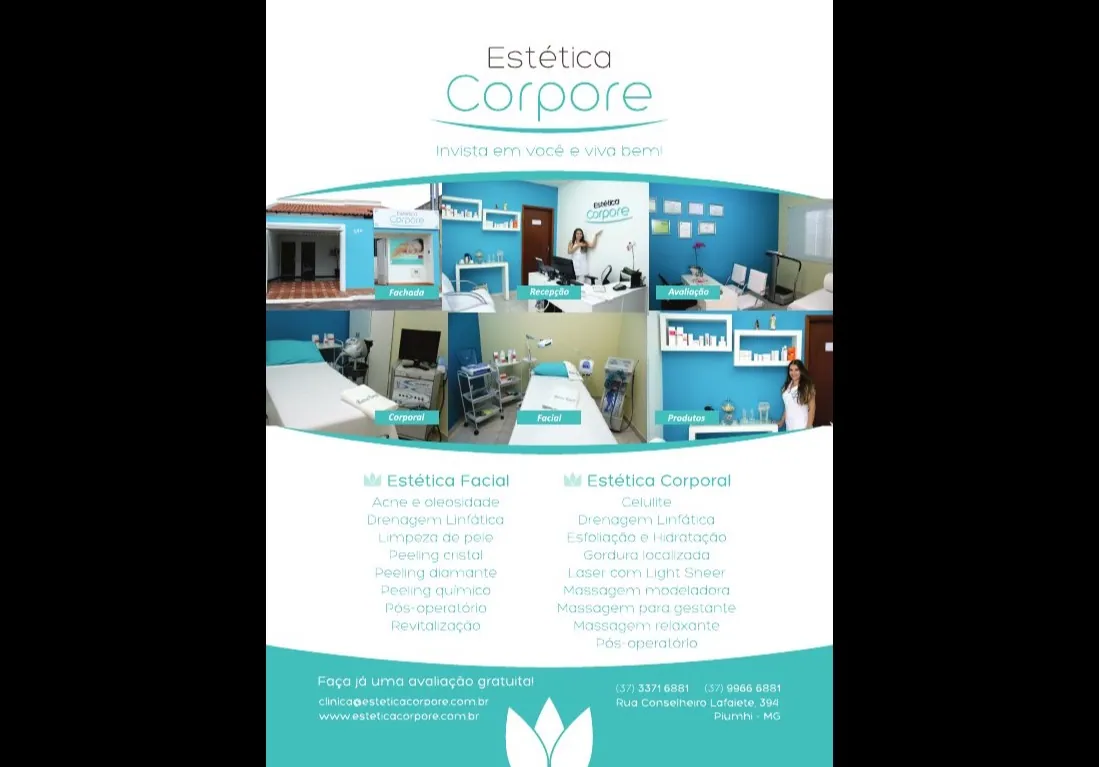 Estética
Corpore
Invista em você e viva bem!
Estética
Corpore
Estética
Corpore
Fachada
Recepção
Avaliação
Corporal
Facial
Produtos
Estética Facial
Acne e oleosidade
Drenagem Linfática
Limpeza de pele
Peeling cristal
Peeling diamante
Peeling químico
Pós-operatório
Revitalização
Estética Corporal
Celulite
Drenagem Linfática
Esfoliação e Hidratação
Gordura localizada
Laser com Light Sheer
Massagem modeladora
Massagem para gestante
Massagem relaxante
Pós-operatório
Faça já uma avaliação gratuita!
clinica@esteticacorpore.com.br
www.esteticacorpore.com.br
(37) 3371 6881 (37) 9966 6881
Rua Conselheiro Lafaiete, 394
Piumhi - MG